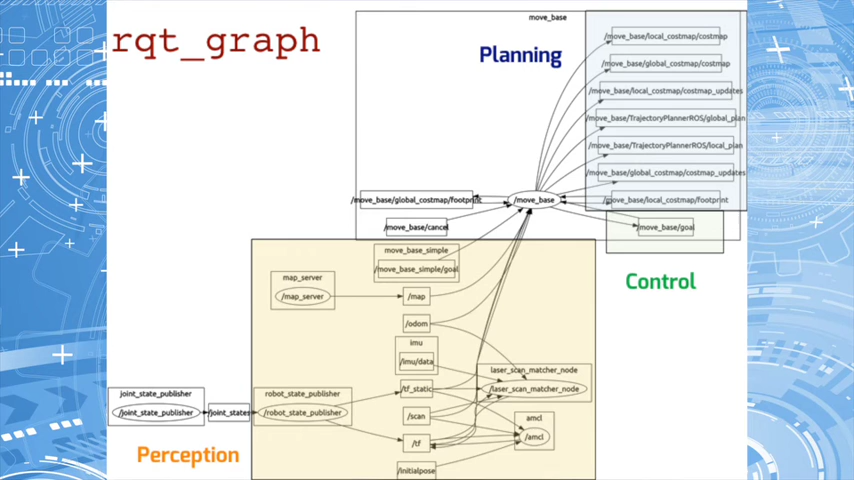 rqt_graph
move_base
Planning
/move_base/local_costmap/costmap
/move_base/global_costmap/costmap
/move_base/local_costmap/costmap_updates
/move_base/TrajectoryPlannerROS/global_plan
/move_base/TrajectoryPlannerROS/local_plan
/move_base/global_costmap/costmap_updates
/move_base/global_costmap/footprint
/move_base
/move_base/local_costmap/footprint
/move_base/cancel
/move_base/goal
move_base_simple
/move_base_simple/goal
Control
map_server
/map_server
/map
/odom
imu
/imu/data
laser_scan_matcher_node
/laser_scan_matcher_node
joint_state_publisher
/joint_state_publisher
/joint_states
robot_state_publisher
/robot_state_publisher
/tf_static
/scan
amcl
/amcl
/tf
Perception
/initialpose